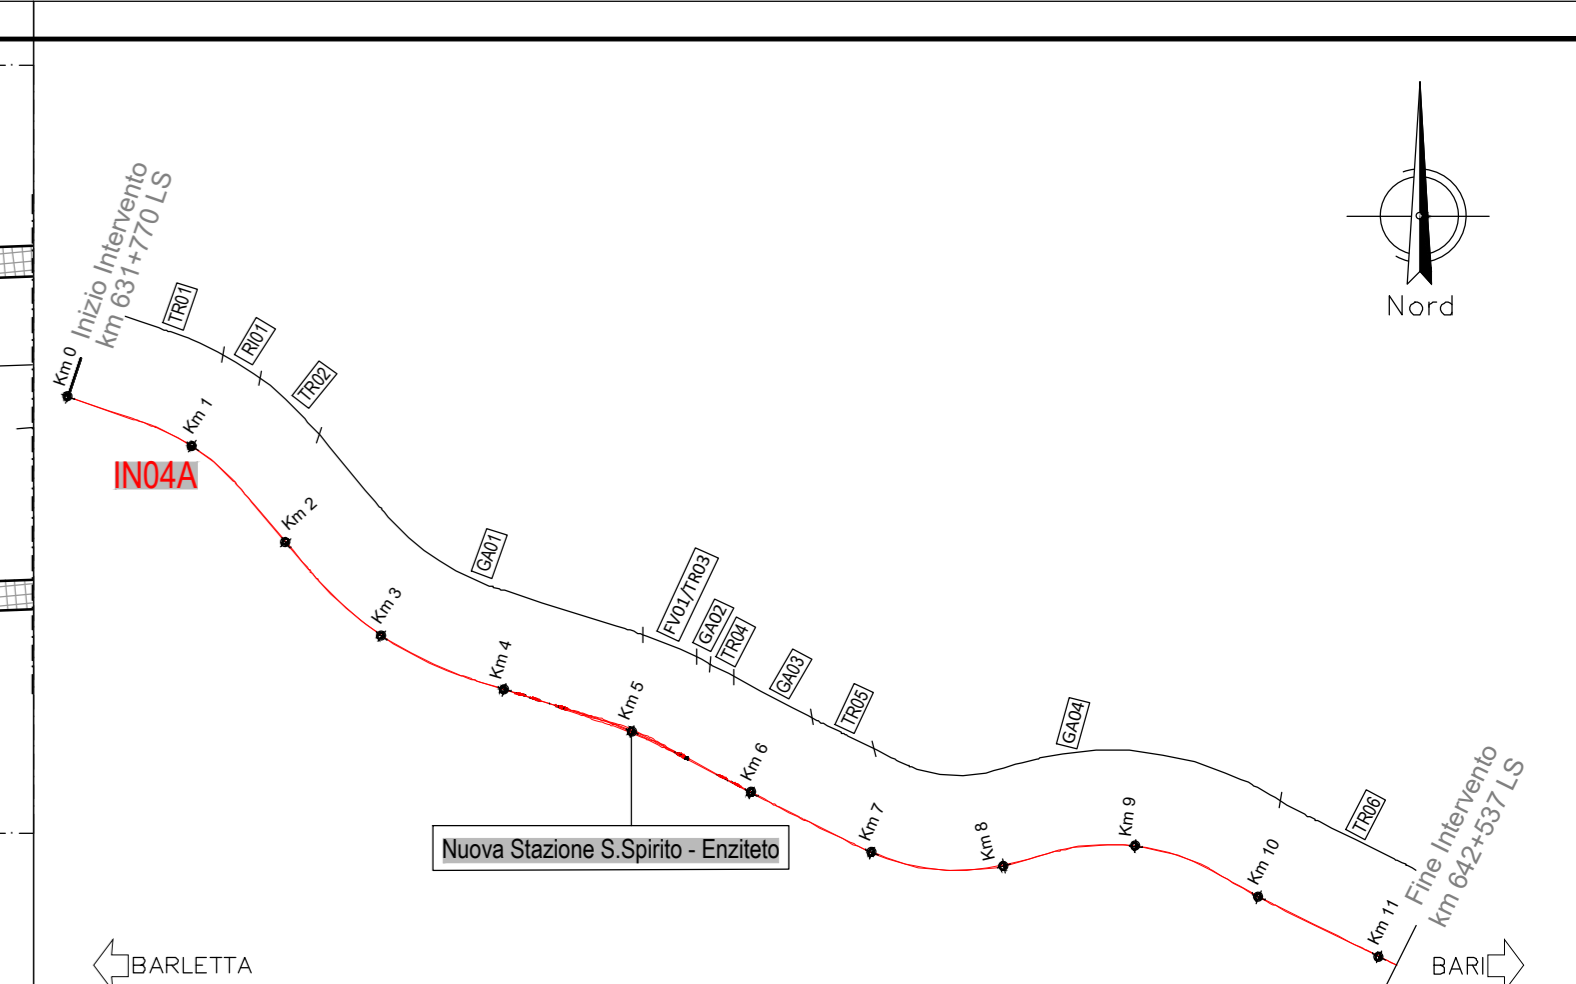 Inizio Intervento
km 631+770 LS
Nord
TR01
RI01
TR02
Km 0
Km 1
IN04A
Km 2
GA01
FV01/TR03
GA02
TR04
Km 3
GA03
Km 4
TR05
Km 5
GA04
Km 6
Fine Intervento
km 642+537 LS
TR06
Km 7
Km 8
Km 9
Nuova Stazione S.Spirito - Enziteto
Km 10
Km 11
BARLETTA
BARI